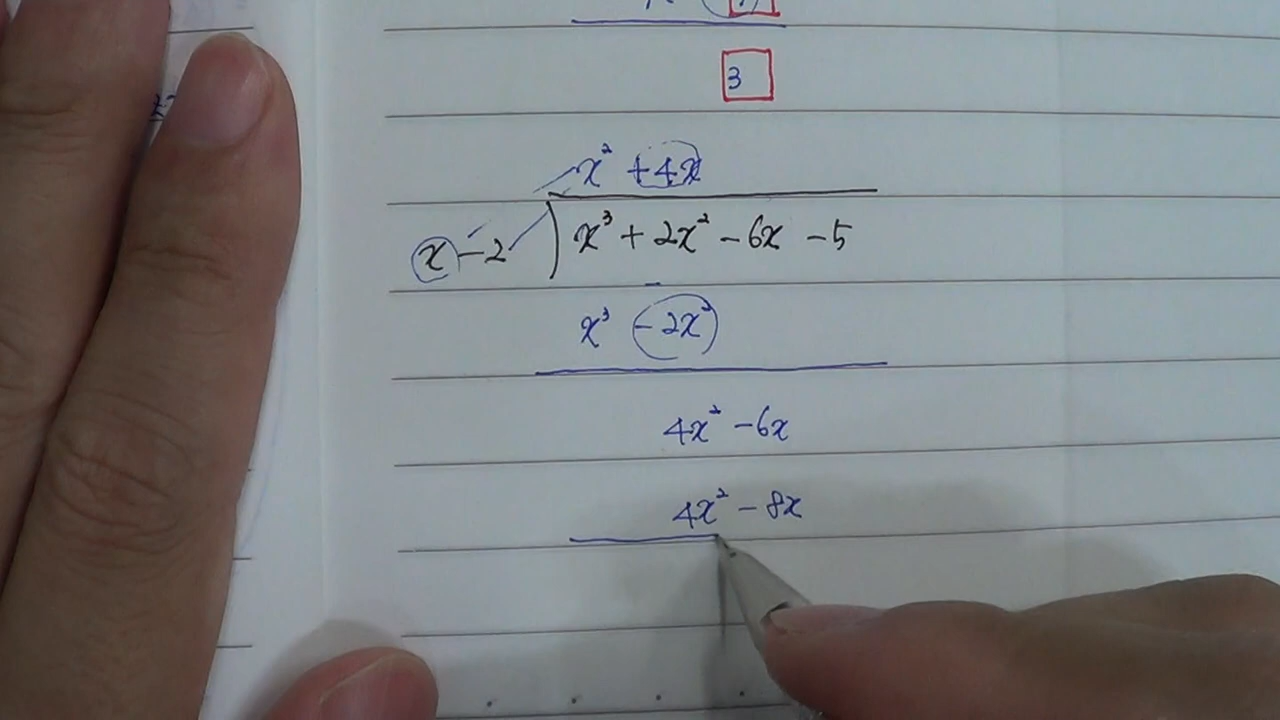 3
x² + 4x
x - 2 ) x³ + 2x² - 6x - 5
x³ - 2x²
4x² - 6x
4x² - 8x